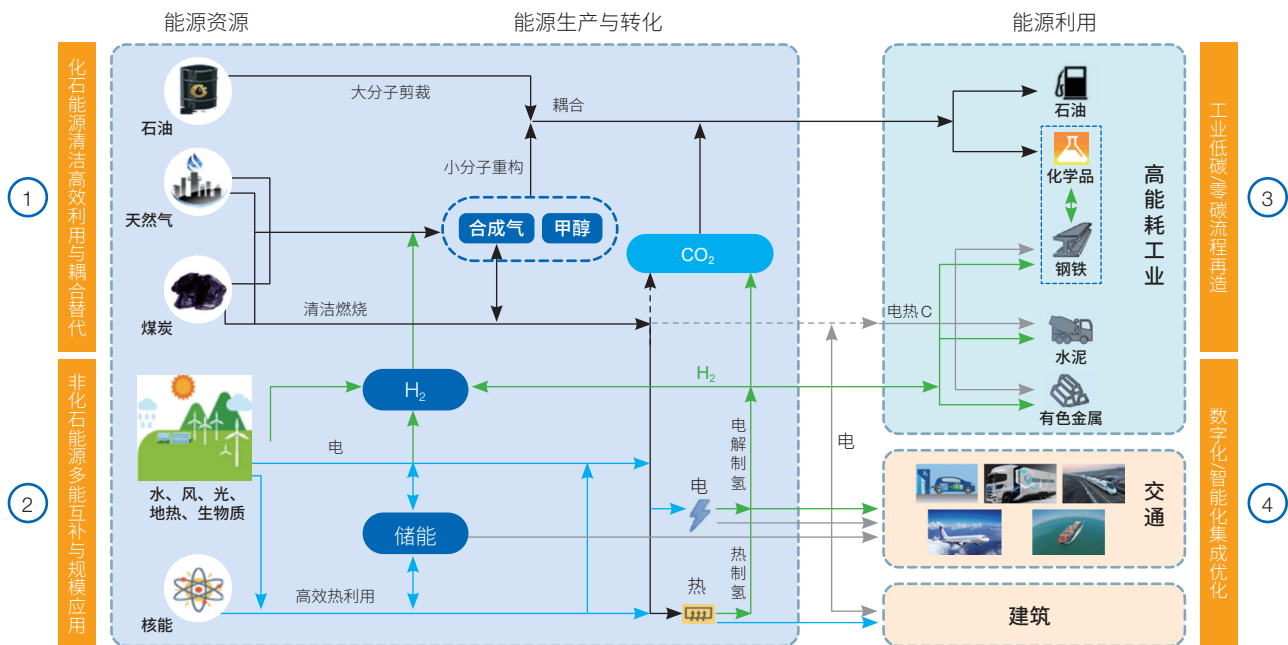 能源资源
能源生产与转化
能源利用
1
化石能源清洁高效利用与耦合替代
2
非化石能源多能互补与规模应用
石油
天然气
煤炭
水、风、光、
地热、生物质
核能
大分子剪裁
耦合
小分子重构
合成气
甲醇
CO₂
清洁燃烧
H₂
H₂
电
储能
高效热利用
电解制氢
电
热制氢
热
电热C
电
石油
化学品
钢铁
水泥
有色金属
高能耗工业
交通
建筑
3
工业低碳/零碳流程再造
4
数字化/智能化集成优化